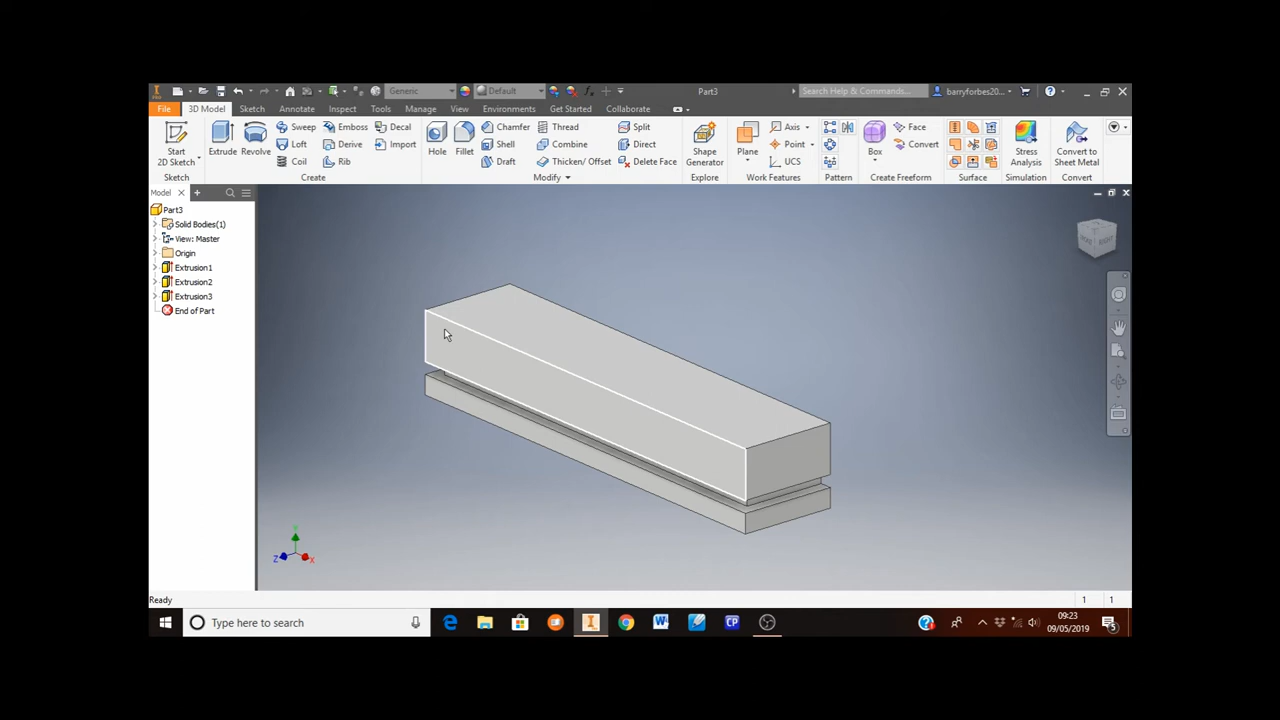 Generic
Default
Part3
Search Help & Commands...
barryforbes20...
File
3D Model
Sketch
Annotate
Inspect
Tools
Manage
View
Environments
Get Started
Collaborate
Start
2D Sketch
Sketch
Extrude
Revolve
Sweep
Loft
Coil
Emboss
Derive
Rib
Decal
Import
Create
Hole
Fillet
Chamfer
Shell
Draft
Thread
Combine
Thicken/ Offset
Split
Direct
Delete Face
Modify
Shape
Generator
Explore
Plane
Axis
Point
UCS
Work Features
Pattern
Box
Face
Convert
Create Freeform
Surface
Stress
Analysis
Simulation
Convert to
Sheet Metal
Convert
Model
Part3
Solid Bodies(1)
View: Master
Origin
Extrusion1
Extrusion2
Extrusion3
End of Part
RIGHT
Y
Z
X
Ready
1
1
Type here to search
CP
09:23
09/05/2019
5